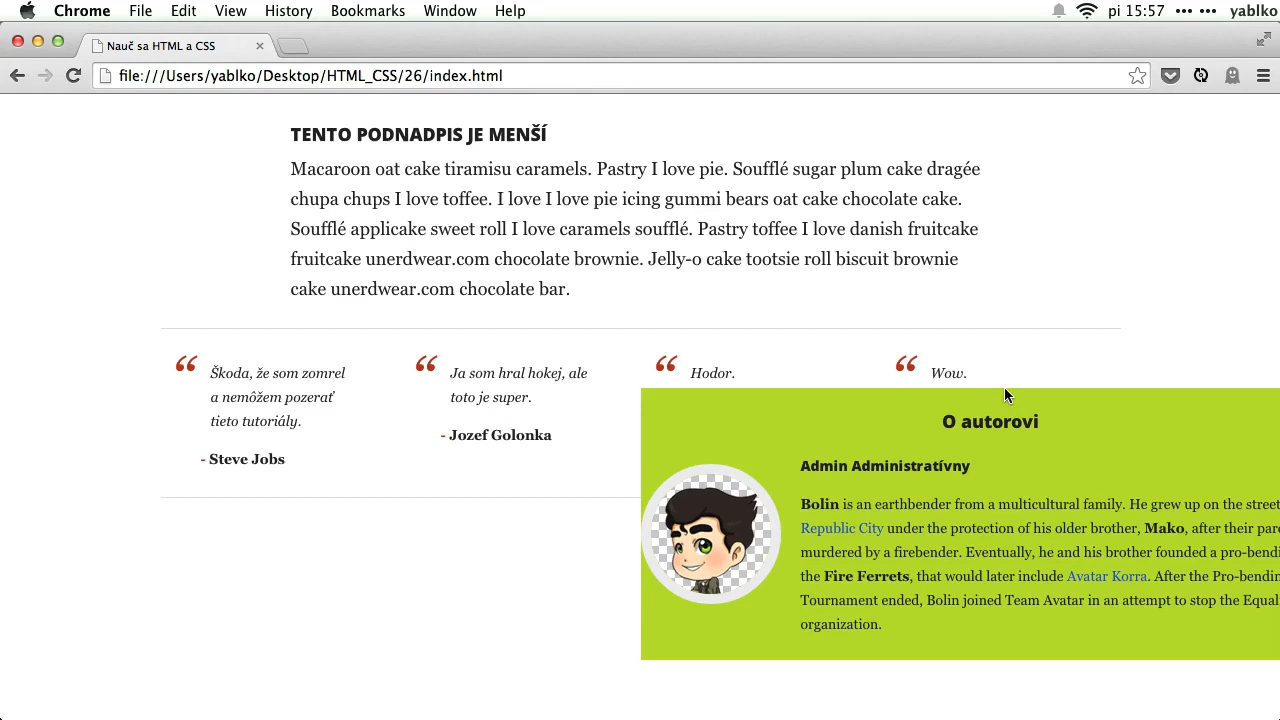 Chrome File Edit View History Bookmarks Window Help pi 15:57 yablko
Nauč sa HTML a CSS
file:///Users/yablko/Desktop/HTML_CSS/26/index.html
TENTO PODNADPIS JE MENŠÍ
Macaroon oat cake tiramisu caramels. Pastry I love pie. Soufflé sugar plum cake dragée
chupa chups I love toffee. I love I love pie icing gummi bears oat cake chocolate cake.
Soufflé applicake sweet roll I love caramels soufflé. Pastry toffee I love danish fruitcake
fruitcake unerdwear.com chocolate brownie. Jelly-o cake tootsie roll biscuit brownie
cake unerdwear.com chocolate bar.
“ Škoda, že som zomrel
a nemôžem pozerať
tieto tutoriály.
- Steve Jobs
“ Ja som hral hokej, ale
toto je super.
- Jozef Golonka
“ Hodor.
“ Wow.
O autorovi
Admin Administratívny
Bolin is an earthbender from a multicultural family. He grew up on the street
Republic City under the protection of his older brother, Mako, after their par
murdered by a firebender. Eventually, he and his brother founded a pro-bendi
the Fire Ferrets, that would later include Avatar Korra. After the Pro-bendin
Tournament ended, Bolin joined Team Avatar in an attempt to stop the Equal
organization.